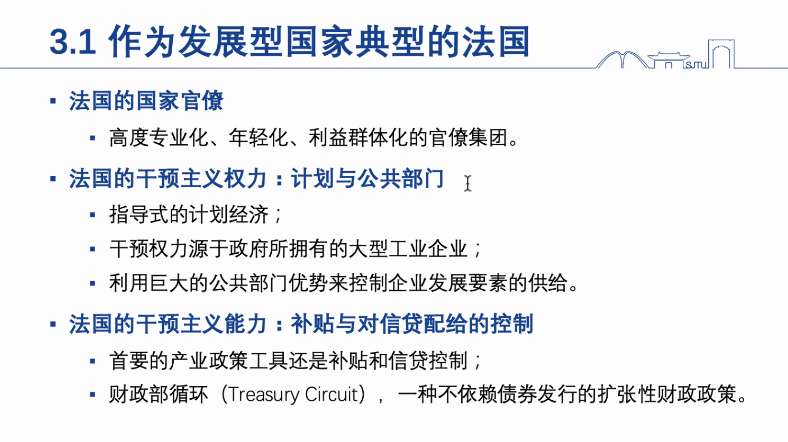 3.1 作为发展型国家典型的法国
SJTU
▪ 法国的国家官僚
▪ 高度专业化、年轻化、利益群体化的官僚集团。
▪ 法国的干预主义权力：计划与公共部门
▪ 指导式的计划经济；
▪ 干预权力源于政府所拥有的大型工业企业；
▪ 利用巨大的公共部门优势来控制企业发展要素的供给。
▪ 法国的干预主义能力：补贴与对信贷配给的控制
▪ 首要的产业政策工具还是补贴和信贷控制；
▪ 财政部循环（Treasury Circuit），一种不依赖债券发行的扩张性财政政策。